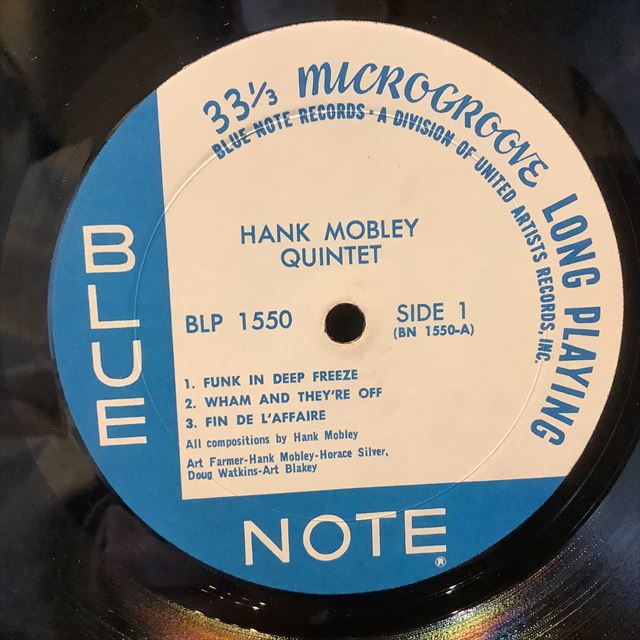 33⅓ MICROGROOVE LONG PLAYING
BLUE NOTE RECORDS • A DIVISION OF UNITED ARTISTS RECORDS, INC.
HANK MOBLEY
QUINTET
BLP 1550
SIDE 1
(BN 1550-A)
1. FUNK IN DEEP FREEZE
2. WHAM AND THEY'RE OFF
3. FIN DE L'AFFAIRE
All compositions by Hank Mobley
Art Farmer-Hank Mobley-Horace Silver,
Doug Watkins-Art Blakey
BLUE
NOTE®